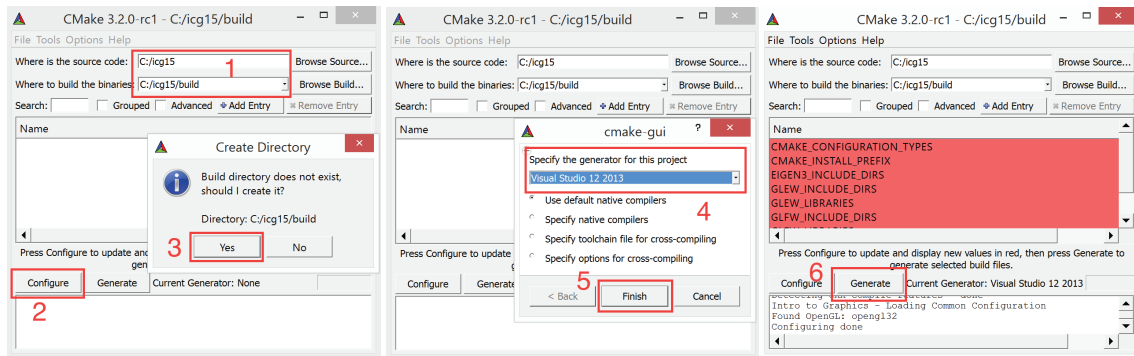 CMake 3.2.0-rc1 - C:/icg15/build
File Tools Options Help
Where is the source code: C:/icg15 Browse Source...
1
Where to build the binaries: C:/icg15/build Browse Build...
Search: Grouped Advanced Add Entry Remove Entry
Name
Create Directory
Build directory does not exist,
should I create it?
Directory: C:/icg15/build
3
Yes No
Press Configure to update and
gen
Configure Generate Current Generator: None
2
CMake 3.2.0-rc1 - C:/icg15/build
File Tools Options Help
Where is the source code: C:/icg15 Browse Source...
Where to build the binaries: C:/icg15/build Browse Build...
Search: Grouped Advanced Add Entry Remove Entry
Name
cmake-gui ?
Specify the generator for this project
Visual Studio 12 2013
4
Use default native compilers
Specify native compilers
Specify toolchain file for cross-compiling
Specify options for cross-compiling
5
< Back Finish Cancel
Press Configure to update
Configure Generate
CMake 3.2.0-rc1 - C:/icg15/build
File Tools Options Help
Where is the source code: C:/icg15 Browse Source...
Where to build the binaries: C:/icg15/build Browse Build...
Search: Grouped Advanced Add Entry Remove Entry
Name
CMAKE_CONFIGURATION_TYPES
CMAKE_INSTALL_PREFIX
EIGEN3_INCLUDE_DIRS
GLEW_INCLUDE_DIRS
GLEW_LIBRARIES
GLFW_INCLUDE_DIRS
Press Configure to update and display new values in red, then press Generate to
generate selected build files.
6
Configure Generate Current Generator: Visual Studio 12 2013
Intro to Graphics - Loading Common Configuration
Found OpenGL: opengl32
Configuring done